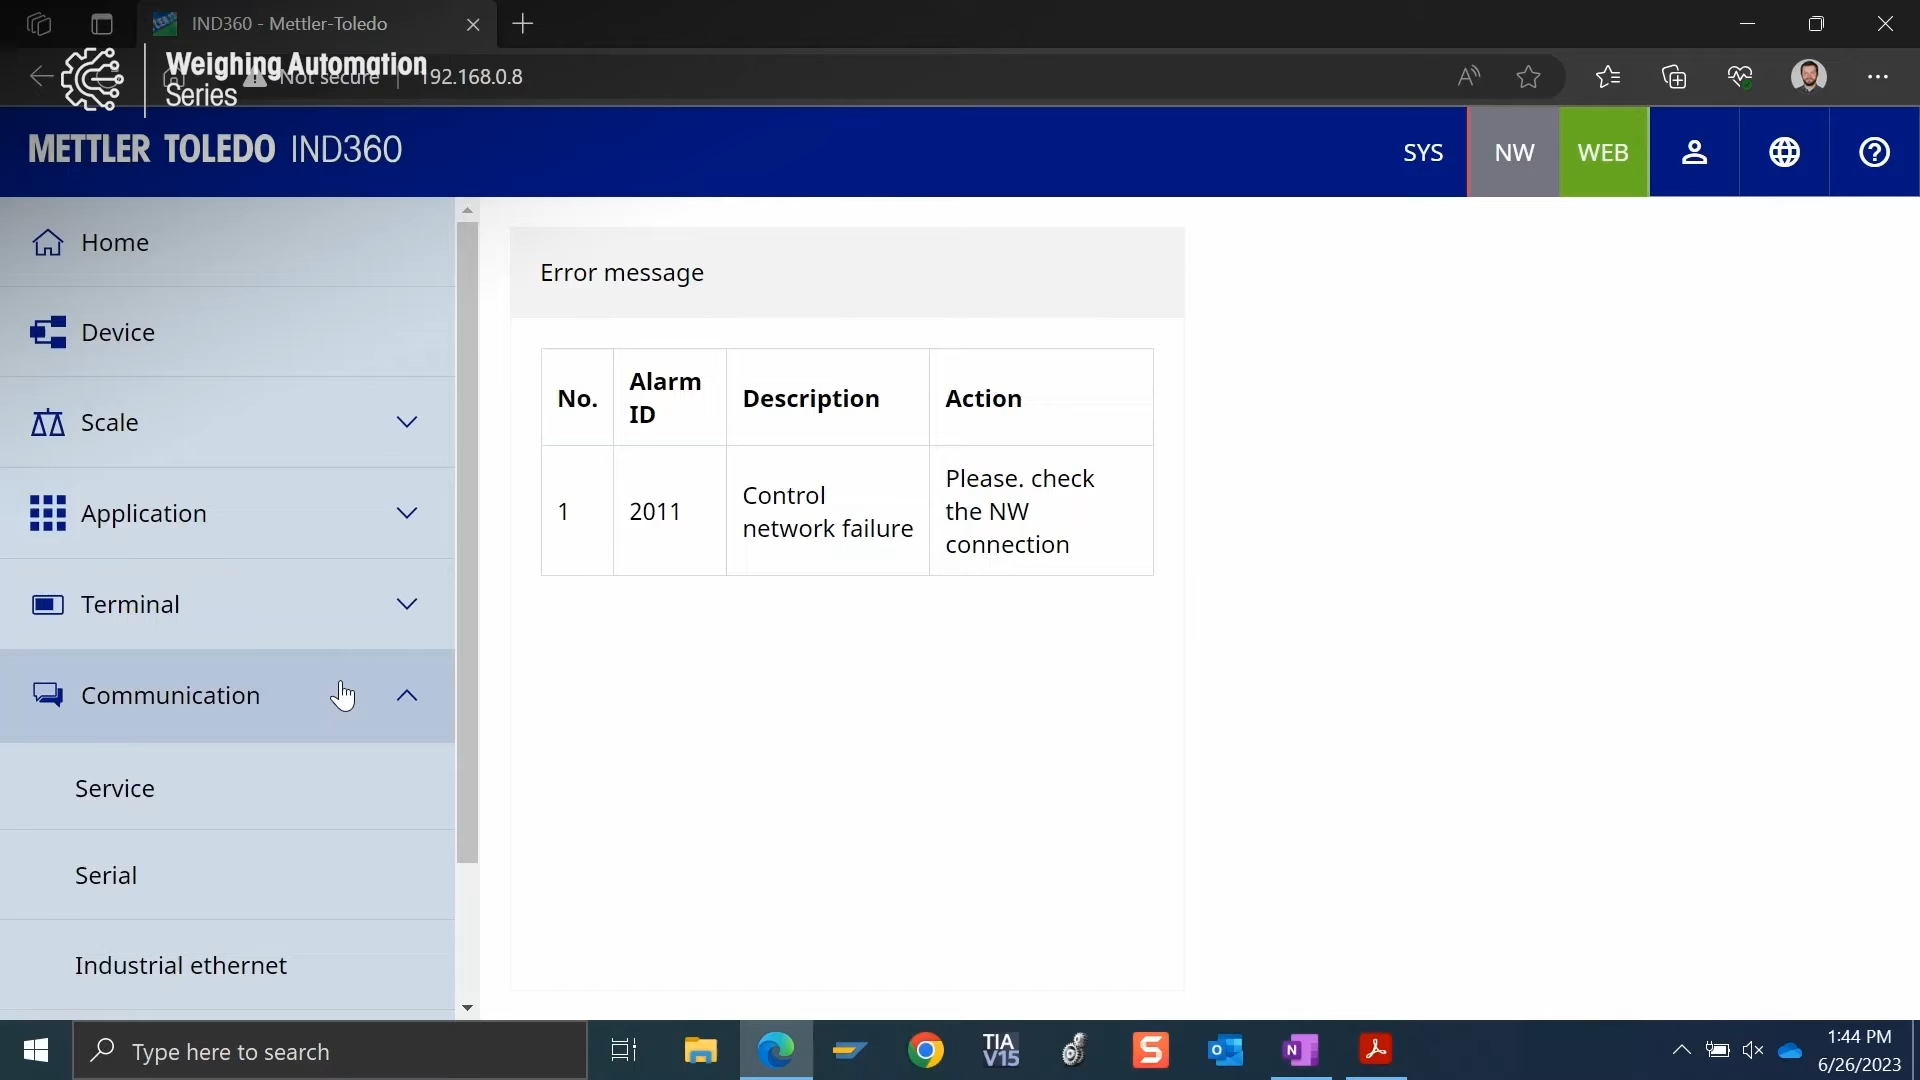 IND360 - Mettler-Toledo
Weighing Automation
Series
Not secure
192.168.0.8
METTLER TOLEDO IND360
SYS
NW
WEB
Home
Device
Scale
Application
Terminal
Communication
Service
Serial
Industrial ethernet
Error message
No.
Alarm
ID
Description
Action
1
2011
Control
network failure
Please. check
the NW
connection
Type here to search
TIA
V15
1:44 PM
6/26/2023